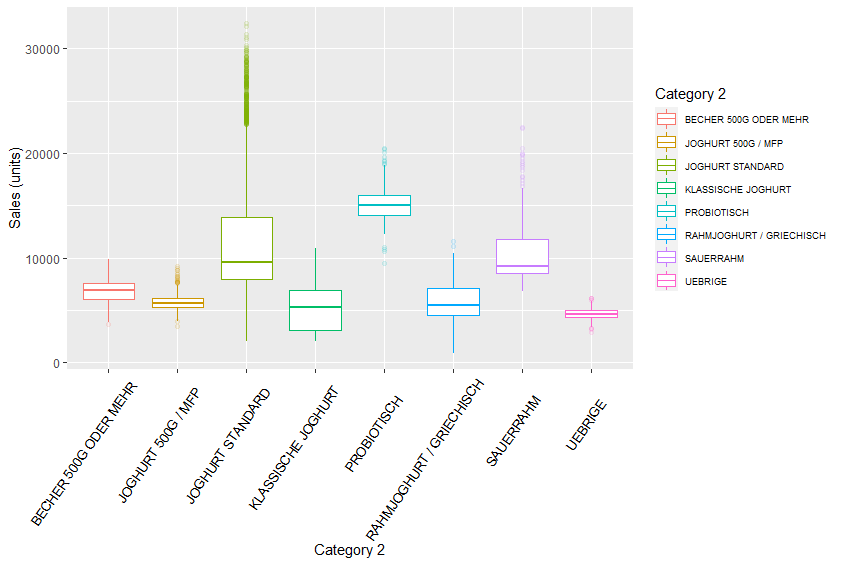 30000
20000
10000
0
Sales (units)
BECHER 500G ODER MEHR
JOGHURT 500G / MFP
JOGHURT STANDARD
KLASSISCHE JOGHURT
PROBIOTISCH
RAHMJOGHURT / GRIECHISCH
SAUERRAHM
UEBRIGE
Category 2
Category 2
BECHER 500G ODER MEHR
JOGHURT 500G / MFP
JOGHURT STANDARD
KLASSISCHE JOGHURT
PROBIOTISCH
RAHMJOGHURT / GRIECHISCH
SAUERRAHM
UEBRIGE